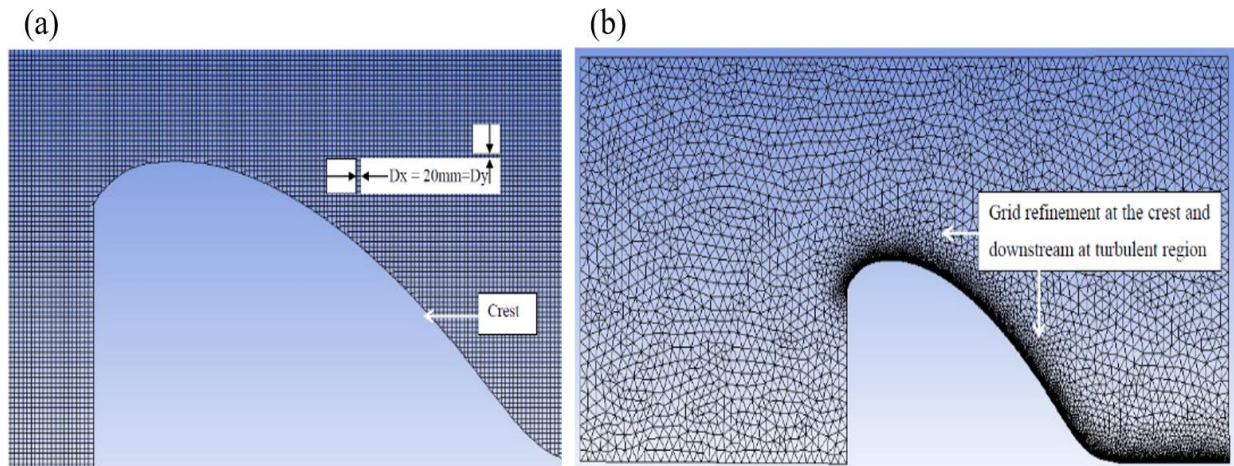 (a)
(b)
Dx = 20mm=Dy
Crest
Grid refinement at the crest and
downstream at turbulent region